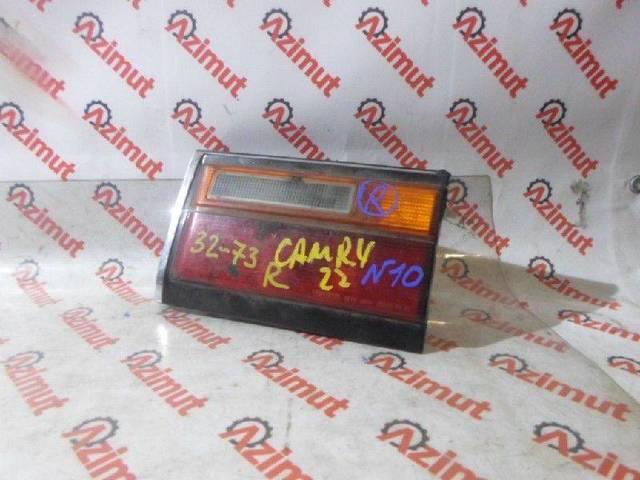 Azimut
R
32-73 CAMRY
R 22 N10